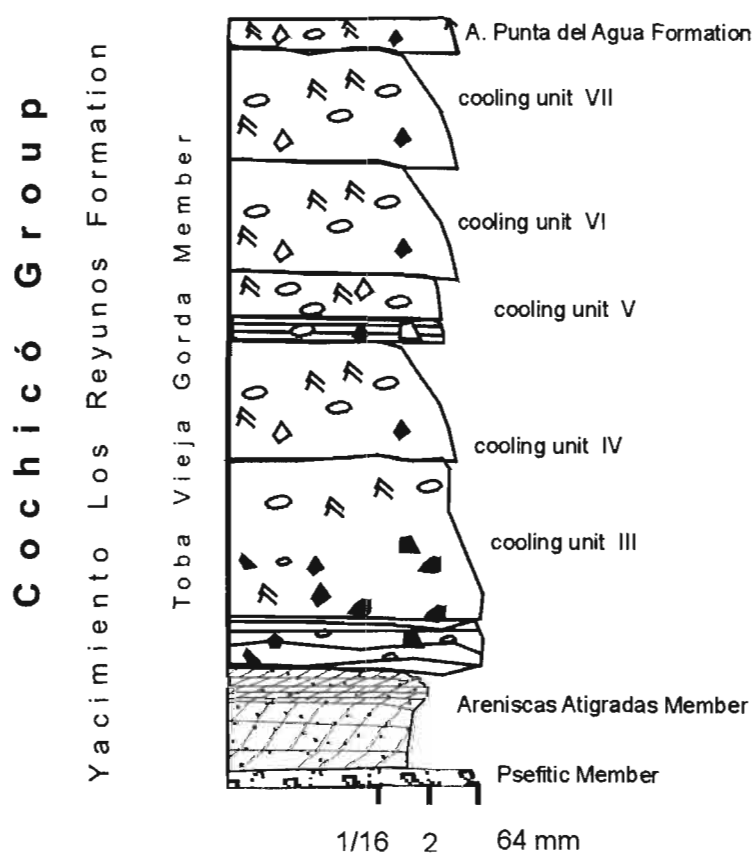 Cochicó Group
Yacimiento Los Reyunos Formation
Toba Vieja Gorda Member
A. Punta del Agua Formation
cooling unit VII
cooling unit VI
cooling unit V
cooling unit IV
cooling unit III
Areniscas Atigradas Member
Psefitic Member
1/16 2 64 mm